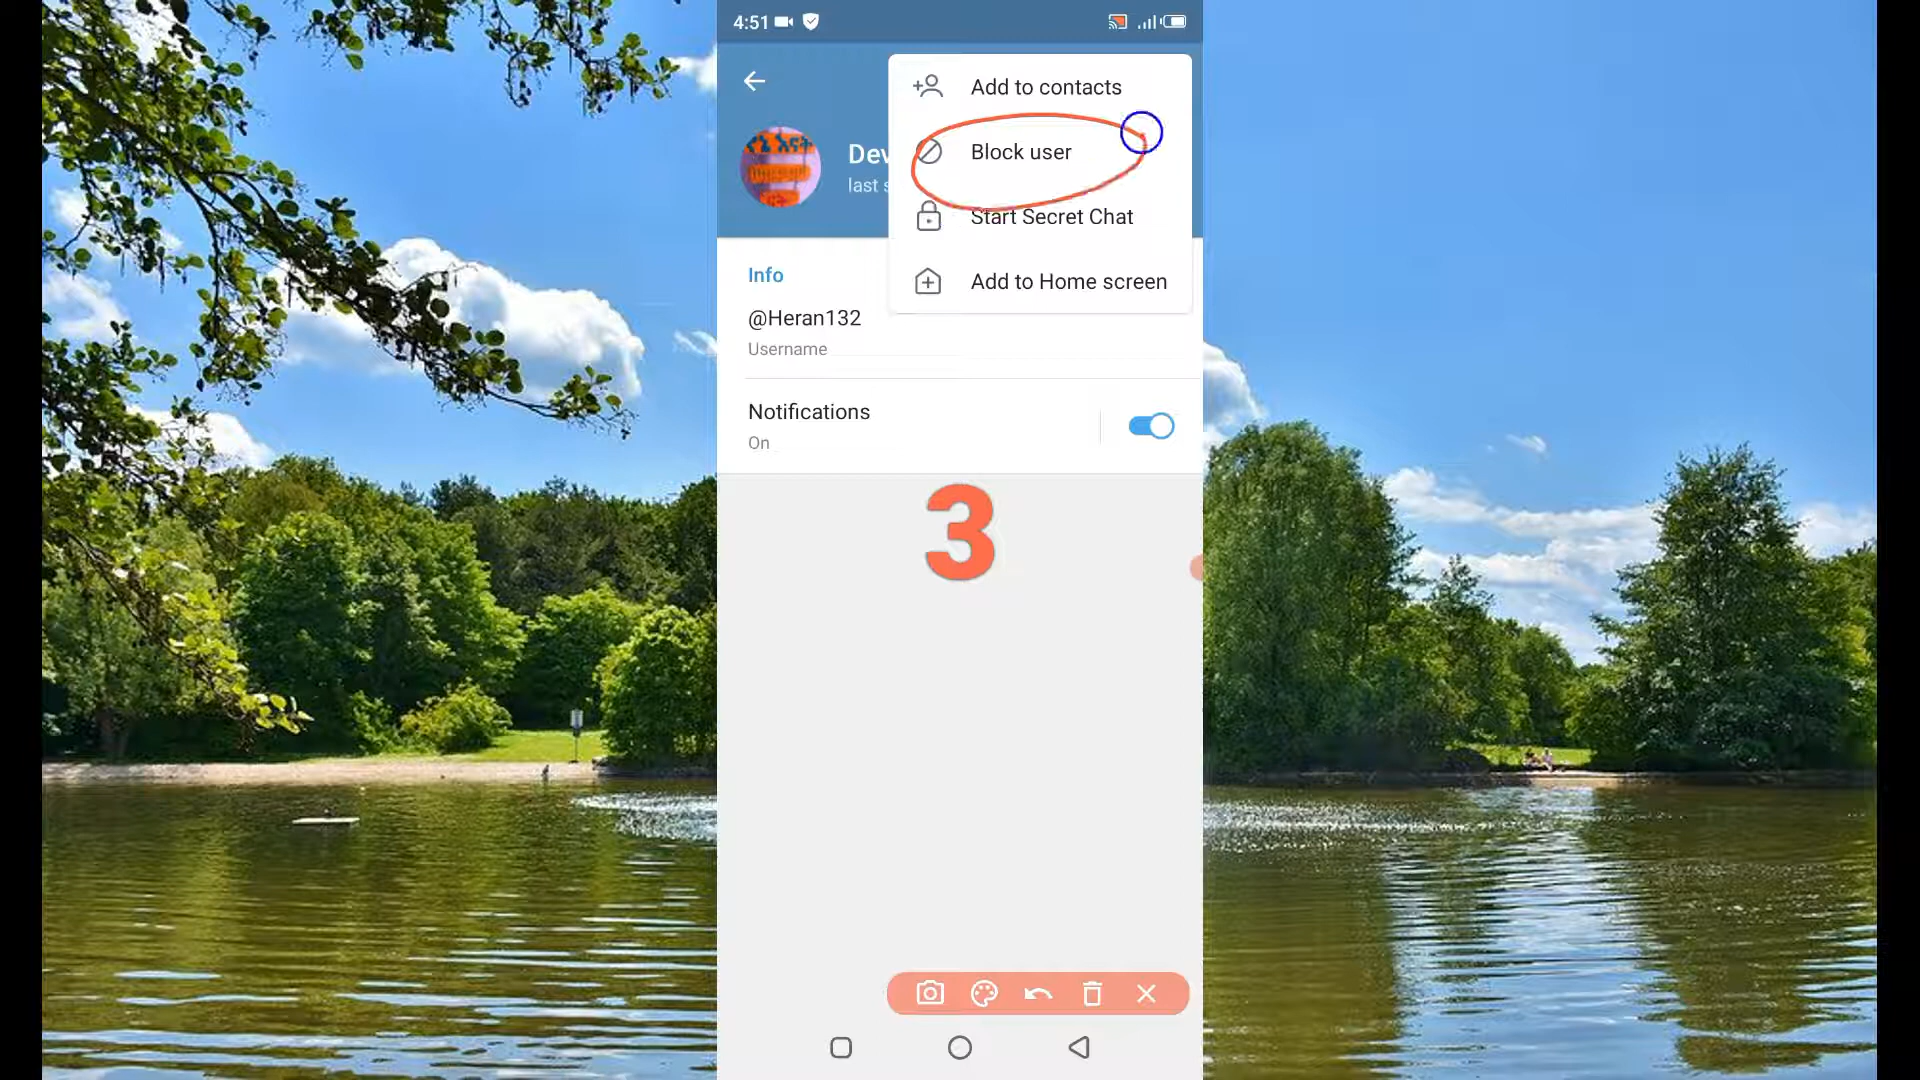 4:51
Add to contacts
Dev
last s
Block user
Start Secret Chat
Add to Home screen
Info
@Heran132
Username
Notifications
On
3